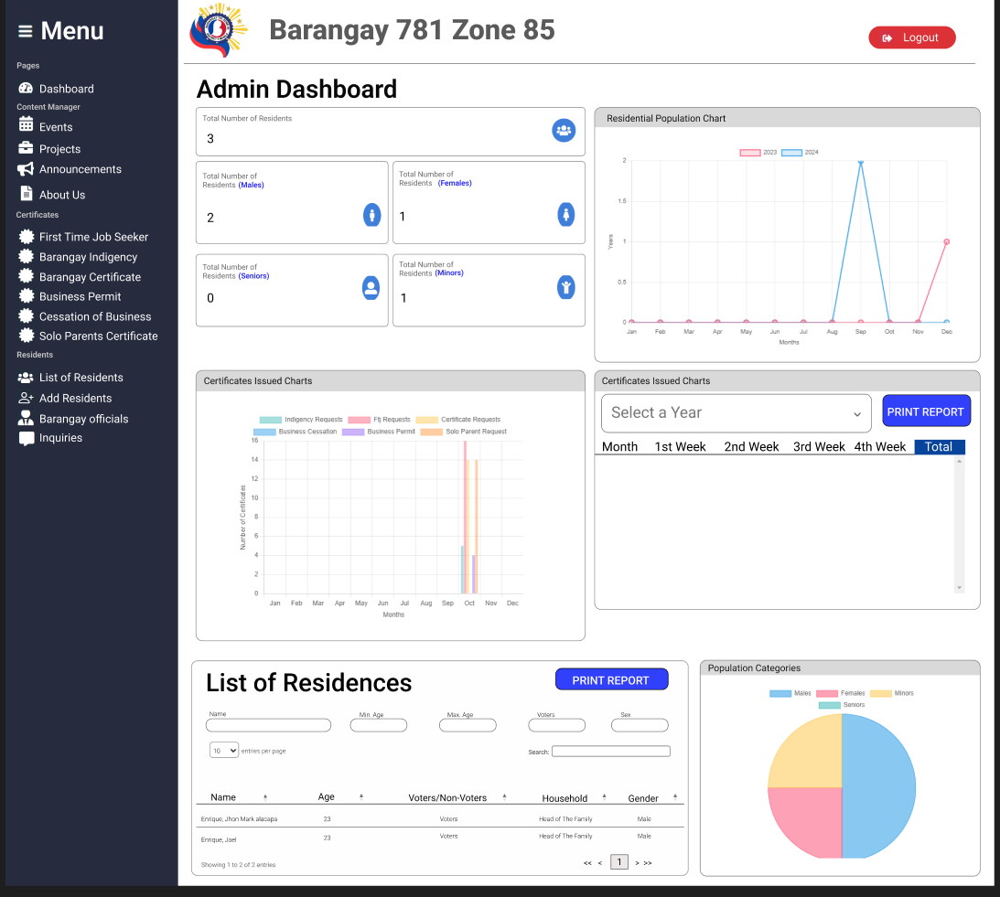 Menu
Pages
Dashboard
Content Manager
Events
Projects
Announcements
About Us
Certificates
First Time Job Seeker
Barangay Indigency
Barangay Certificate
Business Permit
Cessation of Business
Solo Parents Certificate
Residents
List of Residents
Add Residents
Barangay officials
Inquiries
Barangay 781 Zone 85
Logout
Admin Dashboard
Total Number of Residents
3
Total Number of
Residents (Males)
2
Total Number of
Residents (Females)
1
Total Number of
Residents (Seniors)
0
Total Number of
Residents (Minors)
1
Residential Population Chart
2023 2024
2
1.5
1
0.5
0
Years
Jan Feb Mar Apr May Jun Jul Aug Sep Oct Nov Dec
Months
Certificates Issued Charts
Indigency Requests Ftj Requests Certificate Requests
Business Cessation Business Permit Solo Parent Request
16
14
12
10
8
6
4
2
0
Number of Certificates
Jan Feb Mar Apr May Jun Jul Aug Sep Oct Nov Dec
Months
Certificates Issued Charts
Select a Year
PRINT REPORT
Month 1st Week 2nd Week 3rd Week 4th Week Total
List of Residences
PRINT REPORT
Name Min. Age Max. Age Voters Sex
10 entries per page
Search:
Name Age Voters/Non-Voters Household Gender
Enrique, Jhon Mark alacapa 23 Voters Head of The Family Male
Enrique, Joel 23 Voters Head of The Family Male
Showing 1 to 2 of 2 entries
<< < 1 > >>
Population Categories
Males Females Minors
Seniors